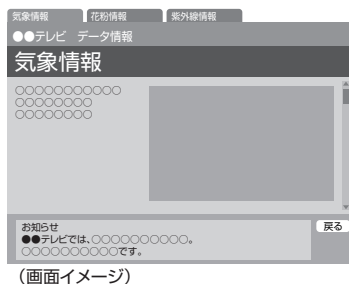 気象情報 花粉情報 紫外線情報
●●テレビ データ情報
気象情報
○○○○○○○○○○○
○○○○○○○○
○○○○○○○○
お知らせ
●●テレビでは、○○○○○○○○○○。
○○○○○○○○○○です。
戻る
（画面イメージ）